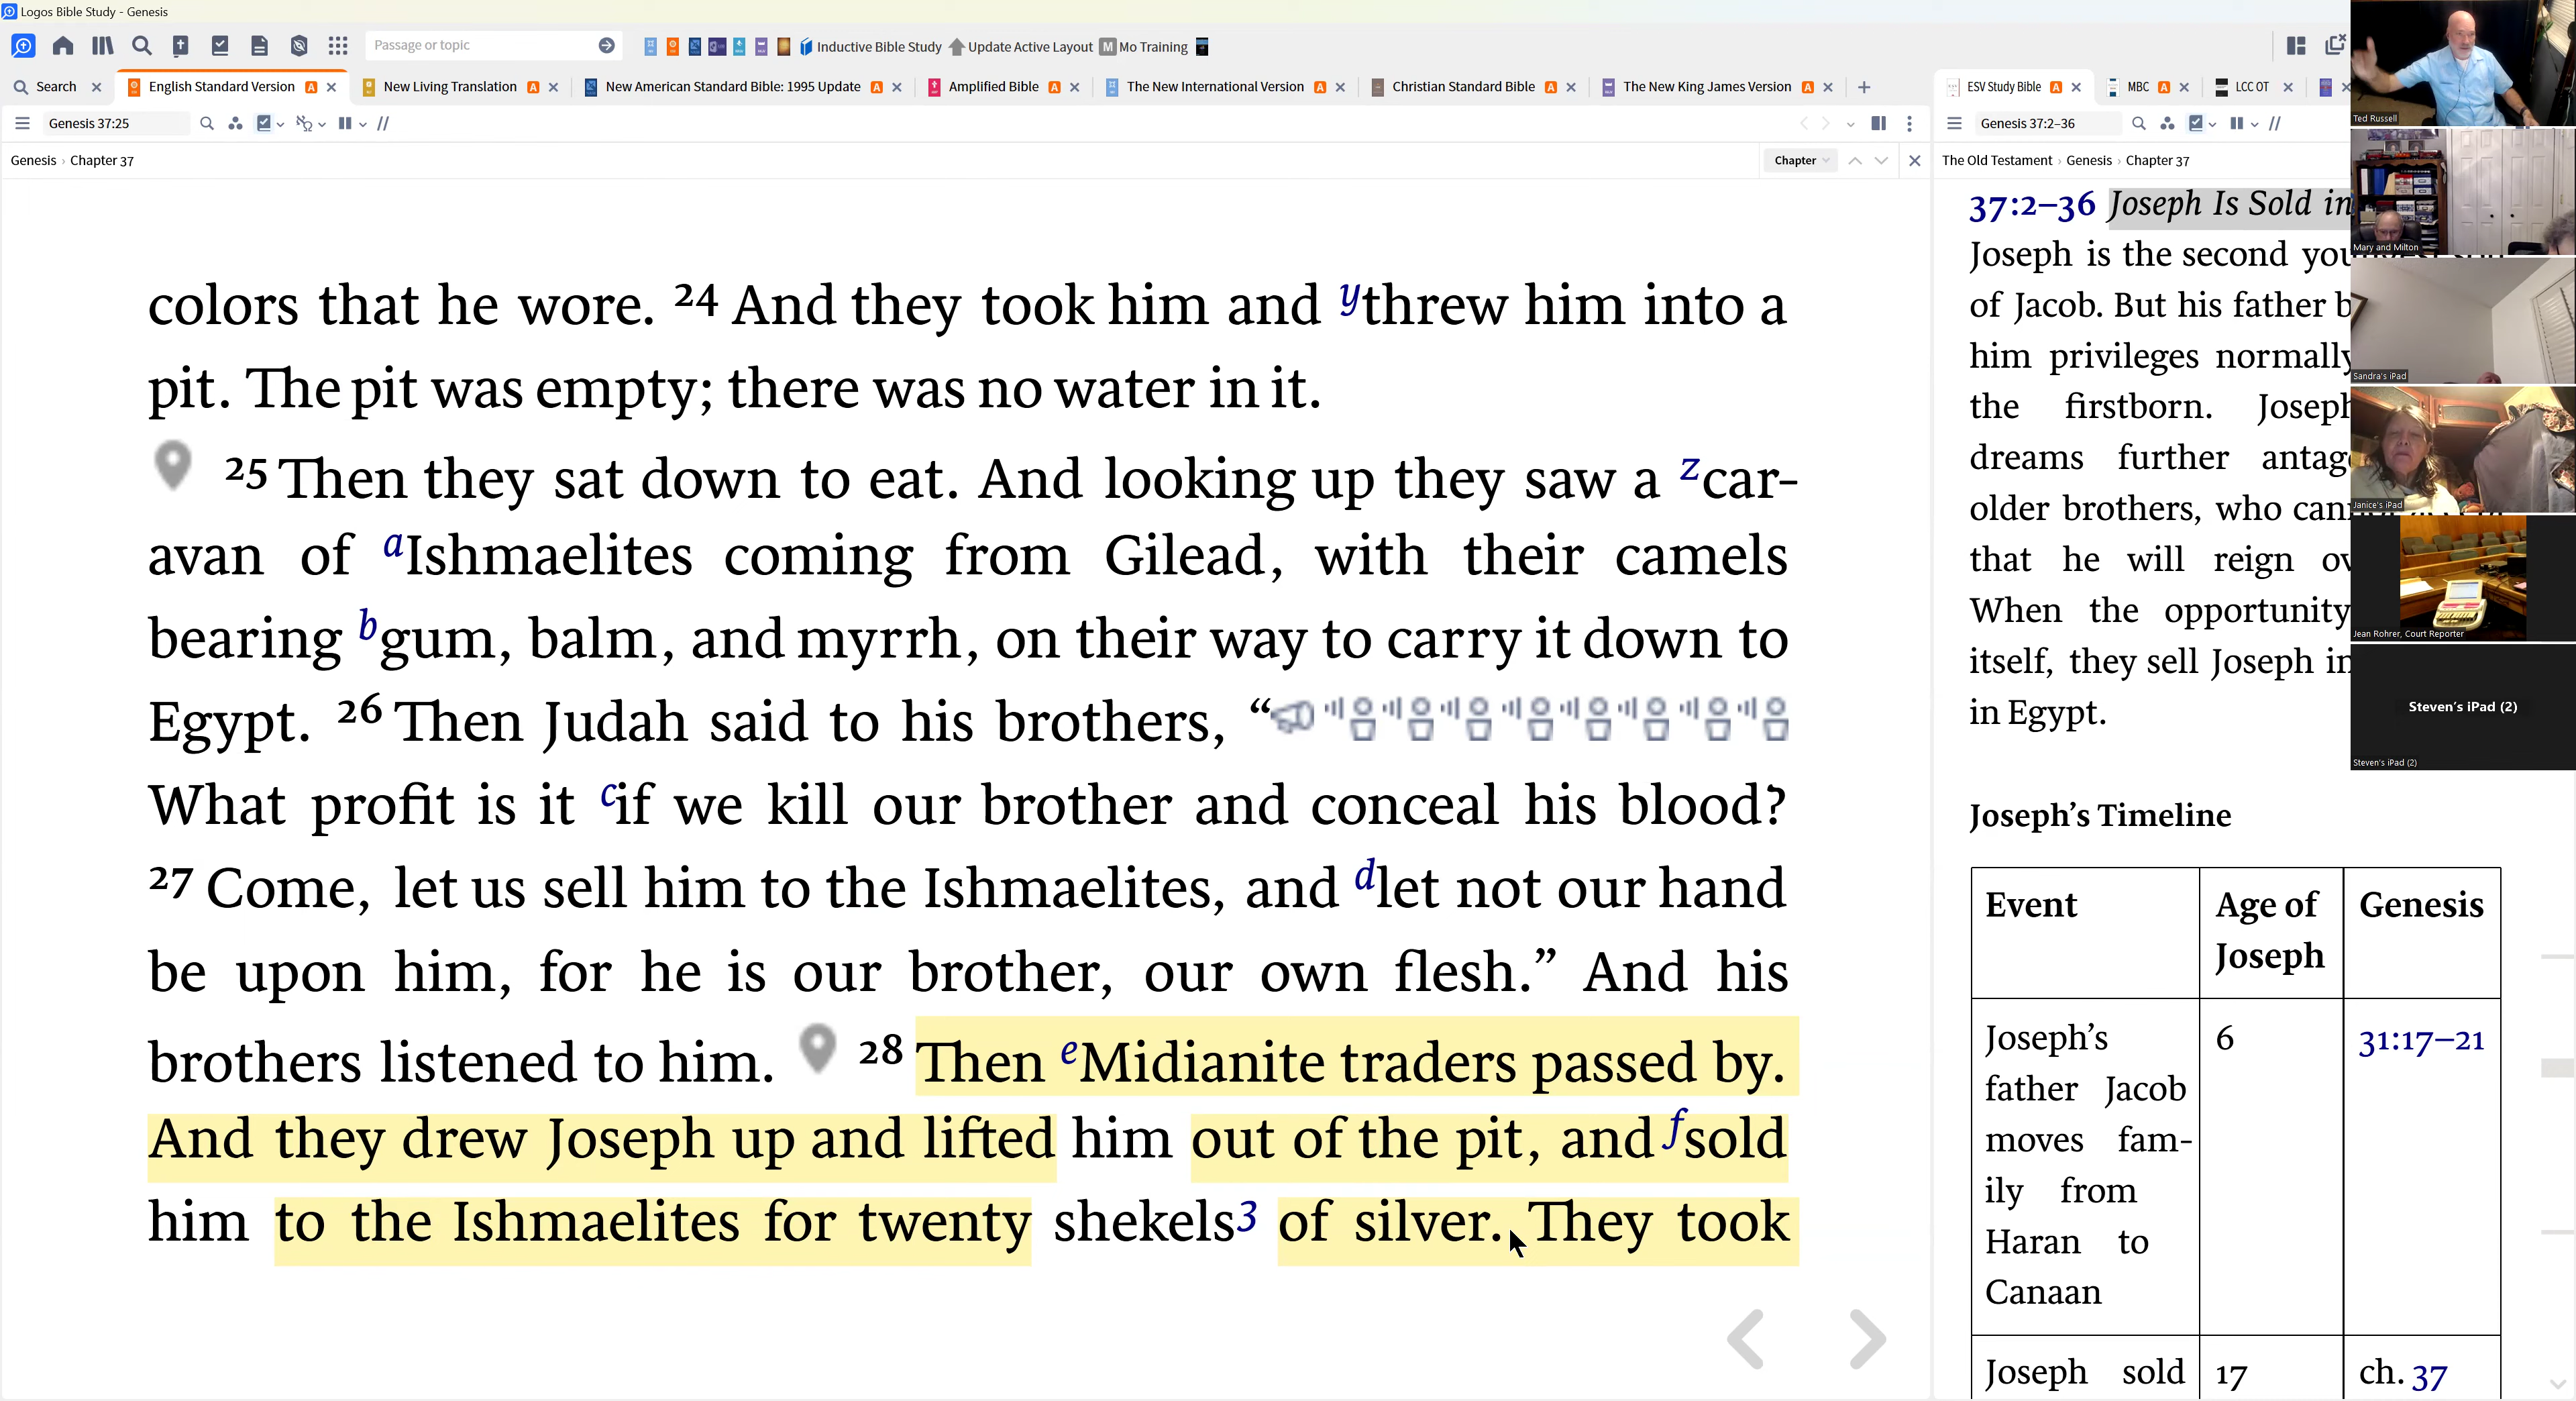 Logos Bible Study - Genesis
Passage or topic
Inductive Bible Study
Update Active Layout
M Mo Training
Search
English Standard Version A
New Living Translation A
New American Standard Bible: 1995 Update A
Amplified Bible A
The New International Version A
Christian Standard Bible A
The New King James Version A
ESV Study Bible A
MBC A
LCC OT
Genesis 37:25
Genesis 37:2–36
Genesis › Chapter 37
Chapter
The Old Testament › Genesis › Chapter 37
colors that he wore. 24 And they took him and ythrew him into a
pit. The pit was empty; there was no water in it.
25 Then they sat down to eat. And looking up they saw a zcar-
avan of aIshmaelites coming from Gilead, with their camels
bearing bgum, balm, and myrrh, on their way to carry it down to
Egypt. 26 Then Judah said to his brothers, “
What profit is it cif we kill our brother and conceal his blood?
27 Come, let us sell him to the Ishmaelites, and dlet not our hand
be upon him, for he is our brother, our own flesh.” And his
brothers listened to him. 28 Then eMidianite traders passed by.
And they drew Joseph up and lifted him out of the pit, and fsold
him to the Ishmaelites for twenty shekels3 of silver. They took
37:2–36 Joseph Is Sold in
Joseph is the second
of Jacob. But his father
him privileges normally
the firstborn. Joseph
dreams further
older brothers, who
that he will reign
When the opportunity
itself, they sell Joseph
in Egypt.
Joseph’s Timeline
Event
Age of
Joseph
Genesis
Joseph’s
father Jacob
moves fam-
ily from
Haran to
Canaan
6
31:17–21
Joseph sold
17
ch. 37
Ted Russell
Mary and Milton
Sandra's iPad
Janice's iPad
Jean Rohrer, Court Reporter
Steven's iPad (2)
Steven's iPad (2)